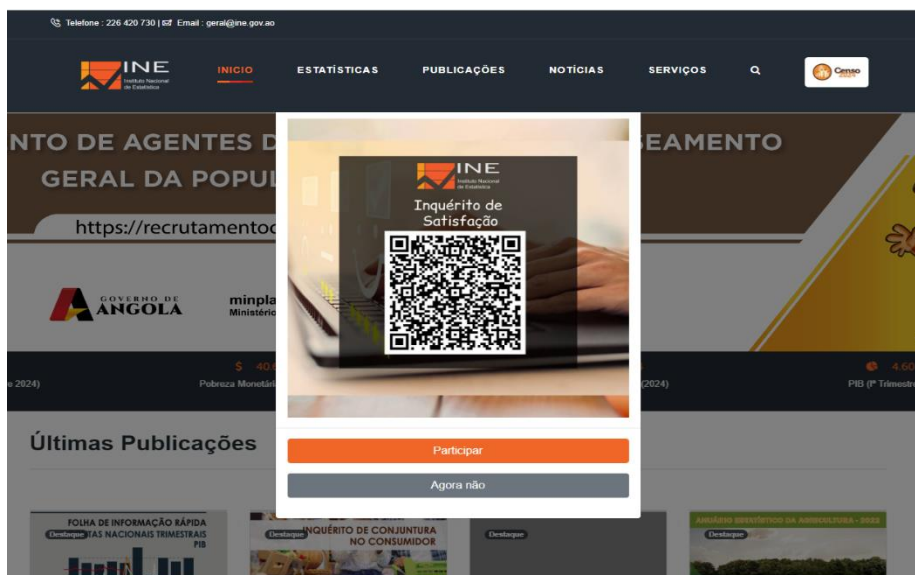 Telefone : 226 420 730 | Email : geral@ine.gov.ao
INE
Instituto Nacional
de Estatística
INICIO
ESTATÍSTICAS
PUBLICAÇÕES
NOTÍCIAS
SERVIÇOS
Censo
2024
NTO DE AGENTES D
EAMENTO
GERAL DA POPUL
https://recrutamentoc
GOVERNO DE
ANGOLA
minpla
Ministério
INE
Instituto Nacional
de Estatística
Inquérito de
Satisfação
$ 40.6
4.60
e 2024)
Pobreza Monetári
(2024)
PIB (Iº Trimestre
Últimas Publicações
Participar
Agora não
FOLHA DE INFORMAÇÃO RÁPIDA
Destaque TAS NACIONAIS TRIMESTRAIS
PIB
Destaque INQUÉRITO DE CONJUNTURA
NO CONSUMIDOR
Destaque
ANUÁRIO ESTATÍSTICO DA AGRICULTURA - 2022
Destaque